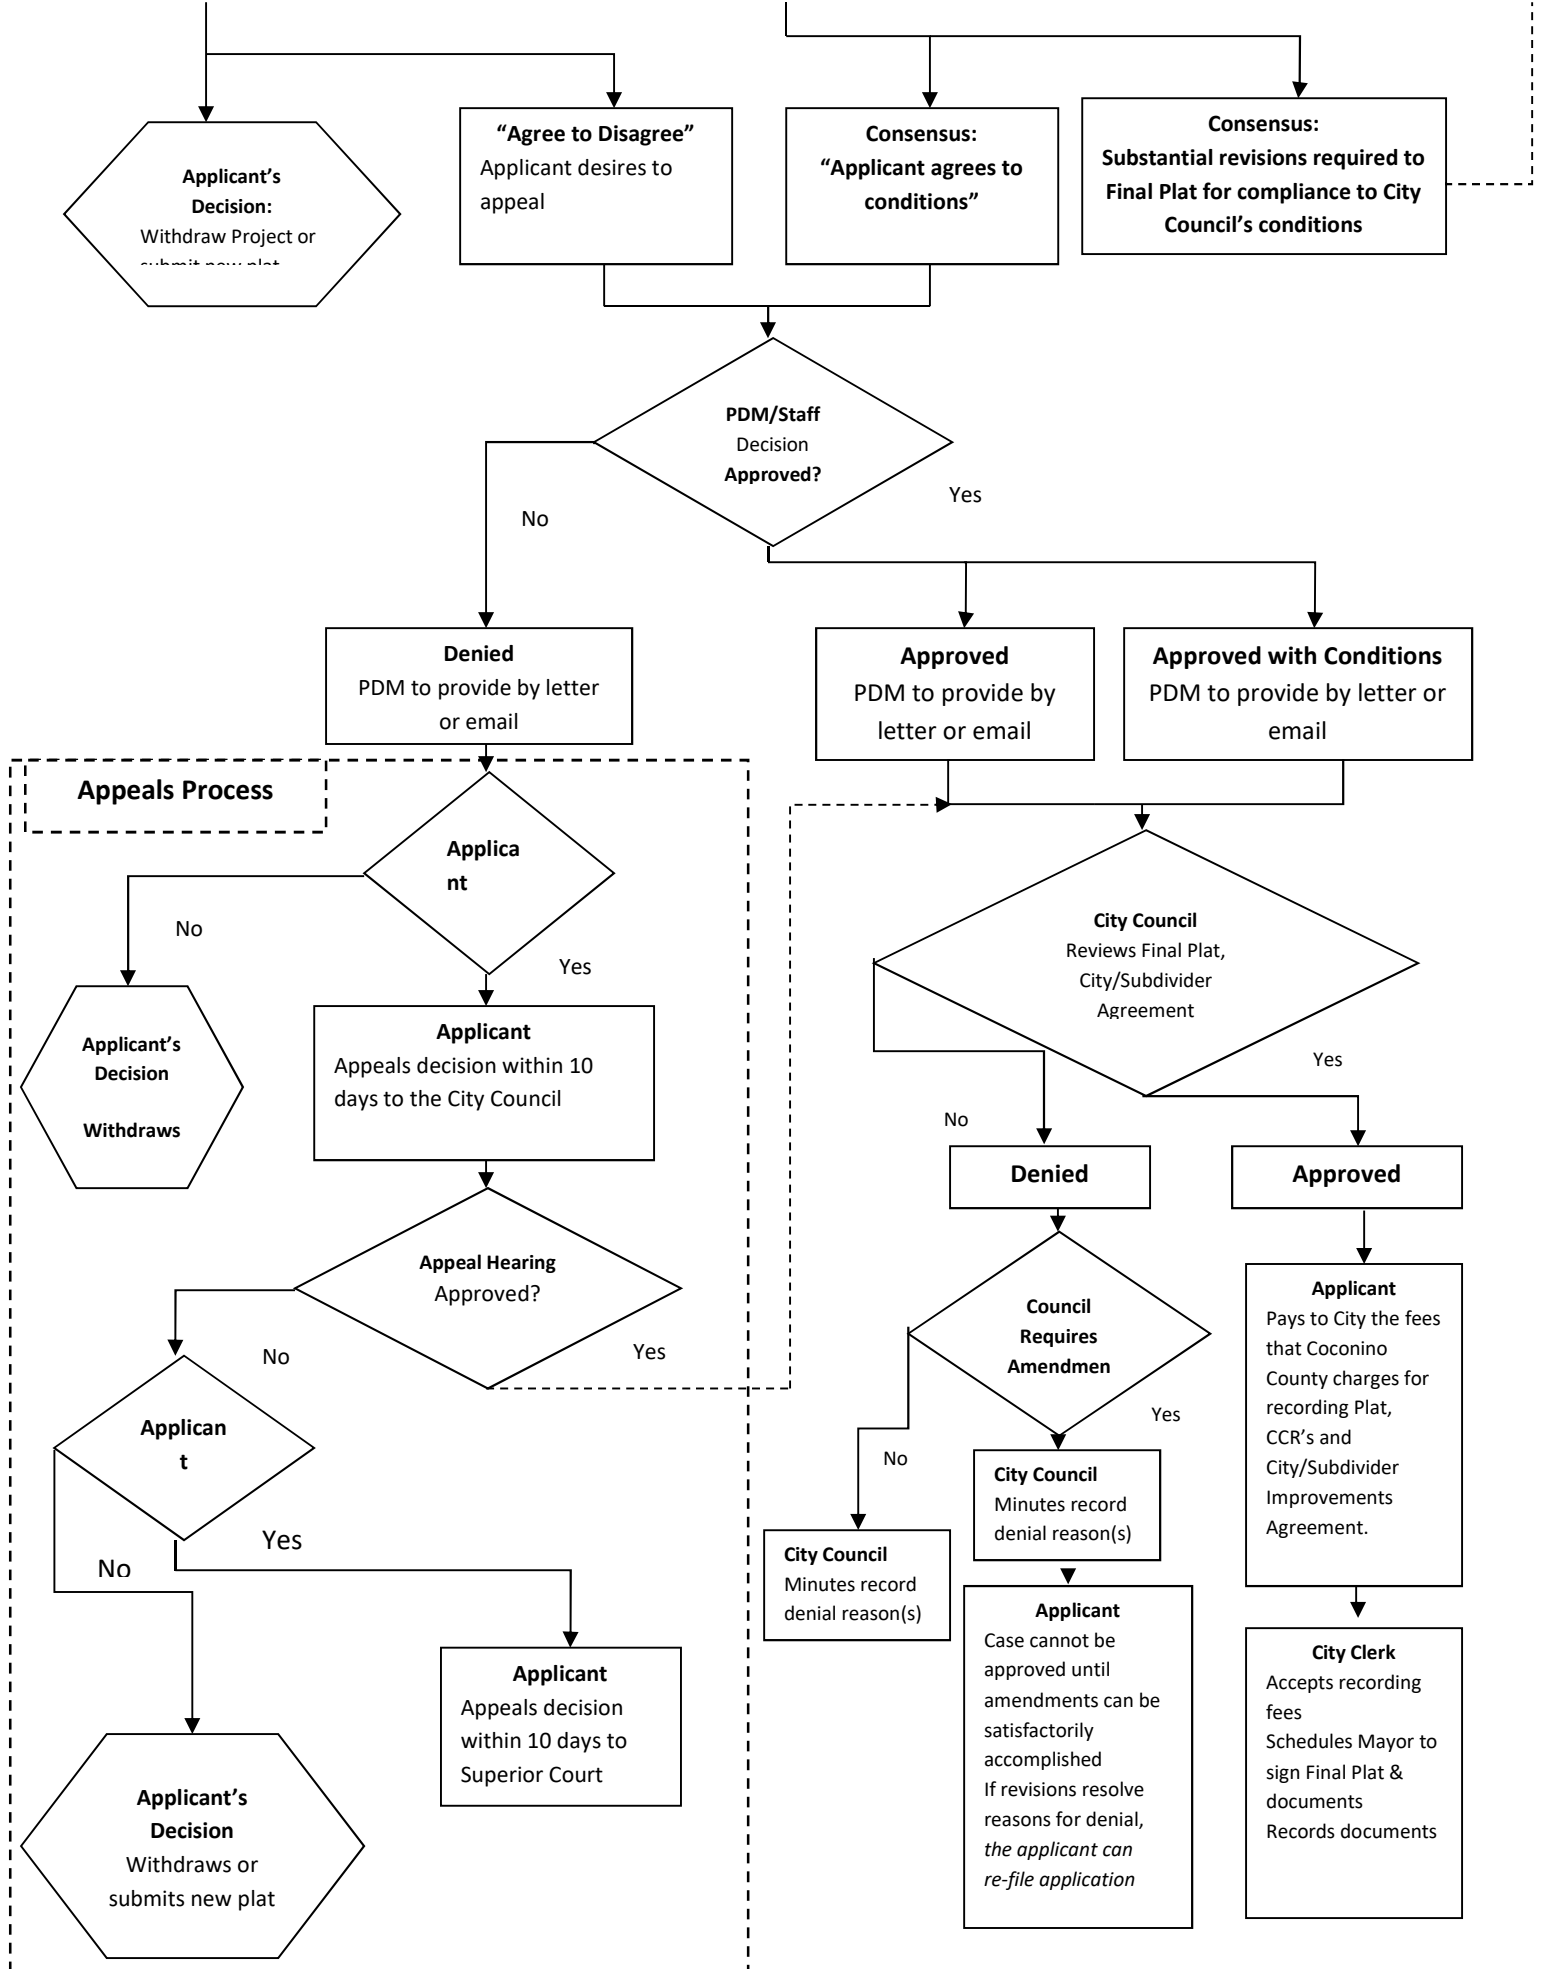 Applicant’s
Decision:
Withdraw Project or
submit new plat
“Agree to Disagree”
Applicant desires to
appeal
Consensus:
“Applicant agrees to
conditions”
Consensus:
Substantial revisions required to
Final Plat for compliance to City
Council’s conditions
PDM/Staff
Decision
Approved?
No
Yes
Denied
PDM to provide by letter
or email
Approved
PDM to provide by
letter or email
Approved with Conditions
PDM to provide by letter or
email
Appeals Process
Applica
nt
No
Yes
Applicant’s
Decision
Withdraws
Applicant
Appeals decision within 10
days to the City Council
Appeal Hearing
Approved?
No
Yes
Applican
t
Yes
No
Applicant
Appeals decision
within 10 days to
Superior Court
Applicant’s
Decision
Withdraws or
submits new plat
City Council
Reviews Final Plat,
City/Subdivider
Agreement
Yes
No
Denied
Approved
Council
Requires
Amendmen
Yes
No
City Council
Minutes record
denial reason(s)
City Council
Minutes record
denial reason(s)
Applicant
Case cannot be
approved until
amendments can be
satisfactorily
accomplished
If revisions resolve
reasons for denial,
the applicant can
re-file application
Applicant
Pays to City the fees
that Coconino
County charges for
recording Plat,
CCR’s and
City/Subdivider
Improvements
Agreement.
City Clerk
Accepts recording
fees
Schedules Mayor to
sign Final Plat &
documents
Records documents